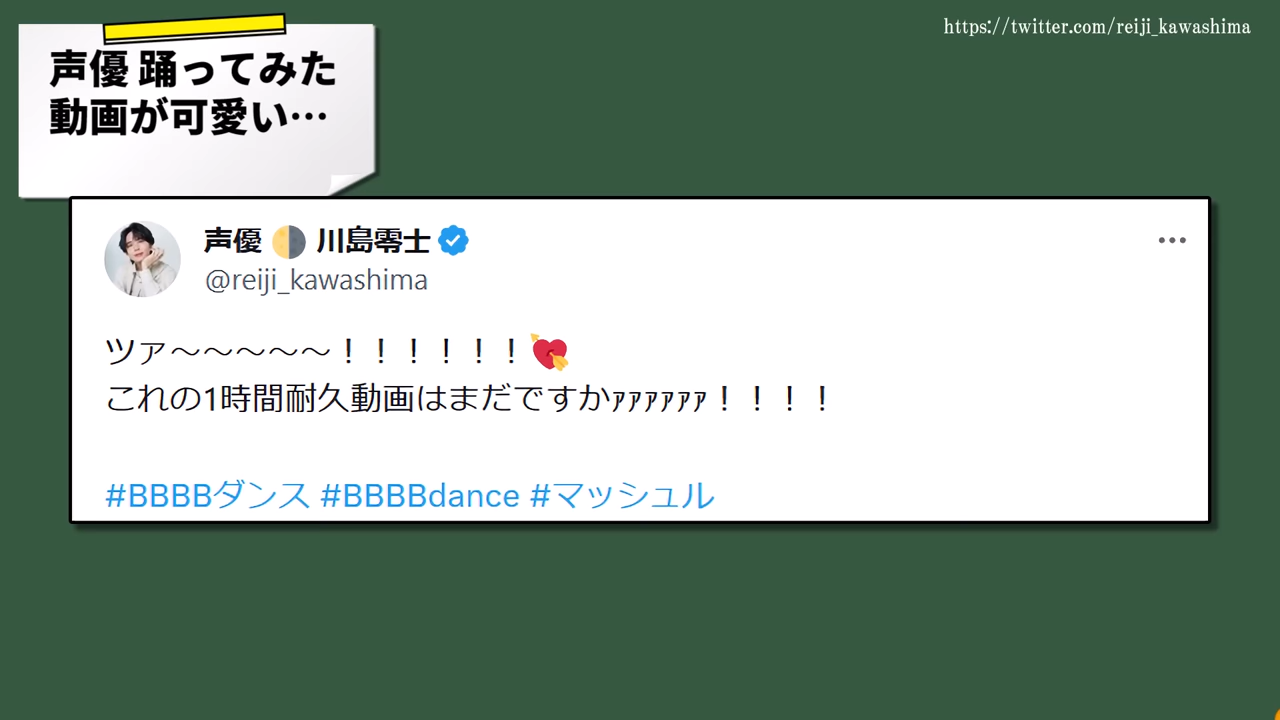 https://twitter.com/reiji_kawashima
声優 踊ってみた
動画が可愛い…
声優 🌗 川島零士
@reiji_kawashima
ツァ～～～～～！！！！！！💘
これの1時間耐久動画はまだですかｧｧｧｧｧｧ！！！！
#BBBBダンス #BBBBdance #マッシュル